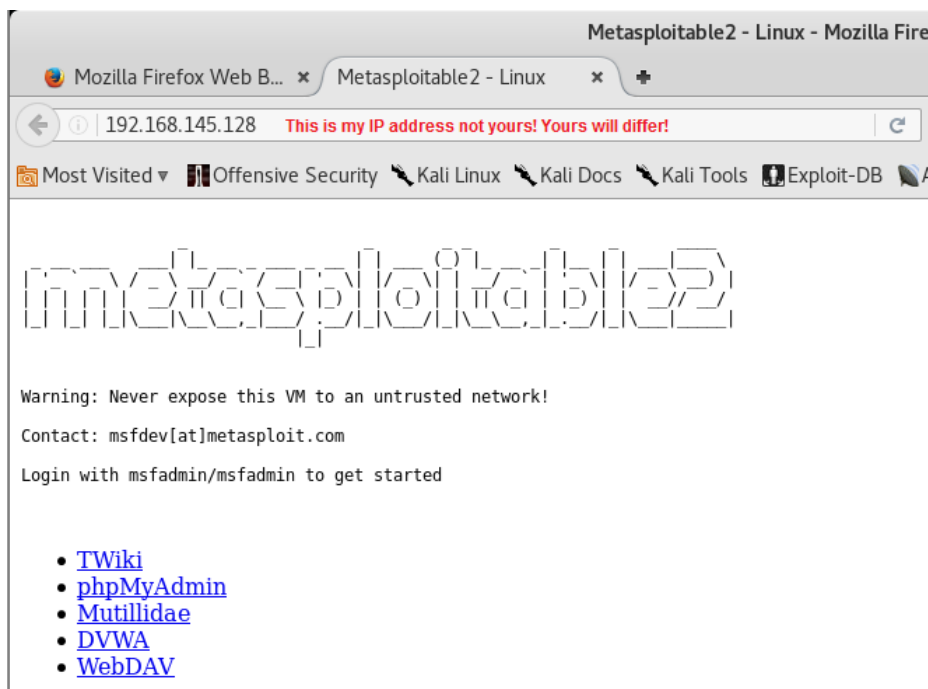 Metasploitable2 - Linux - Mozilla Fire
Mozilla Firefox Web B...
Metasploitable2 - Linux
192.168.145.128 This is my IP address not yours! Yours will differ!
Most Visited Offensive Security Kali Linux Kali Docs Kali Tools Exploit-DB A
metasploitable2
Warning: Never expose this VM to an untrusted network!
Contact: msfdev[at]metasploit.com
Login with msfadmin/msfadmin to get started
TWiki
phpMyAdmin
Mutillidae
DVWA
WebDAV